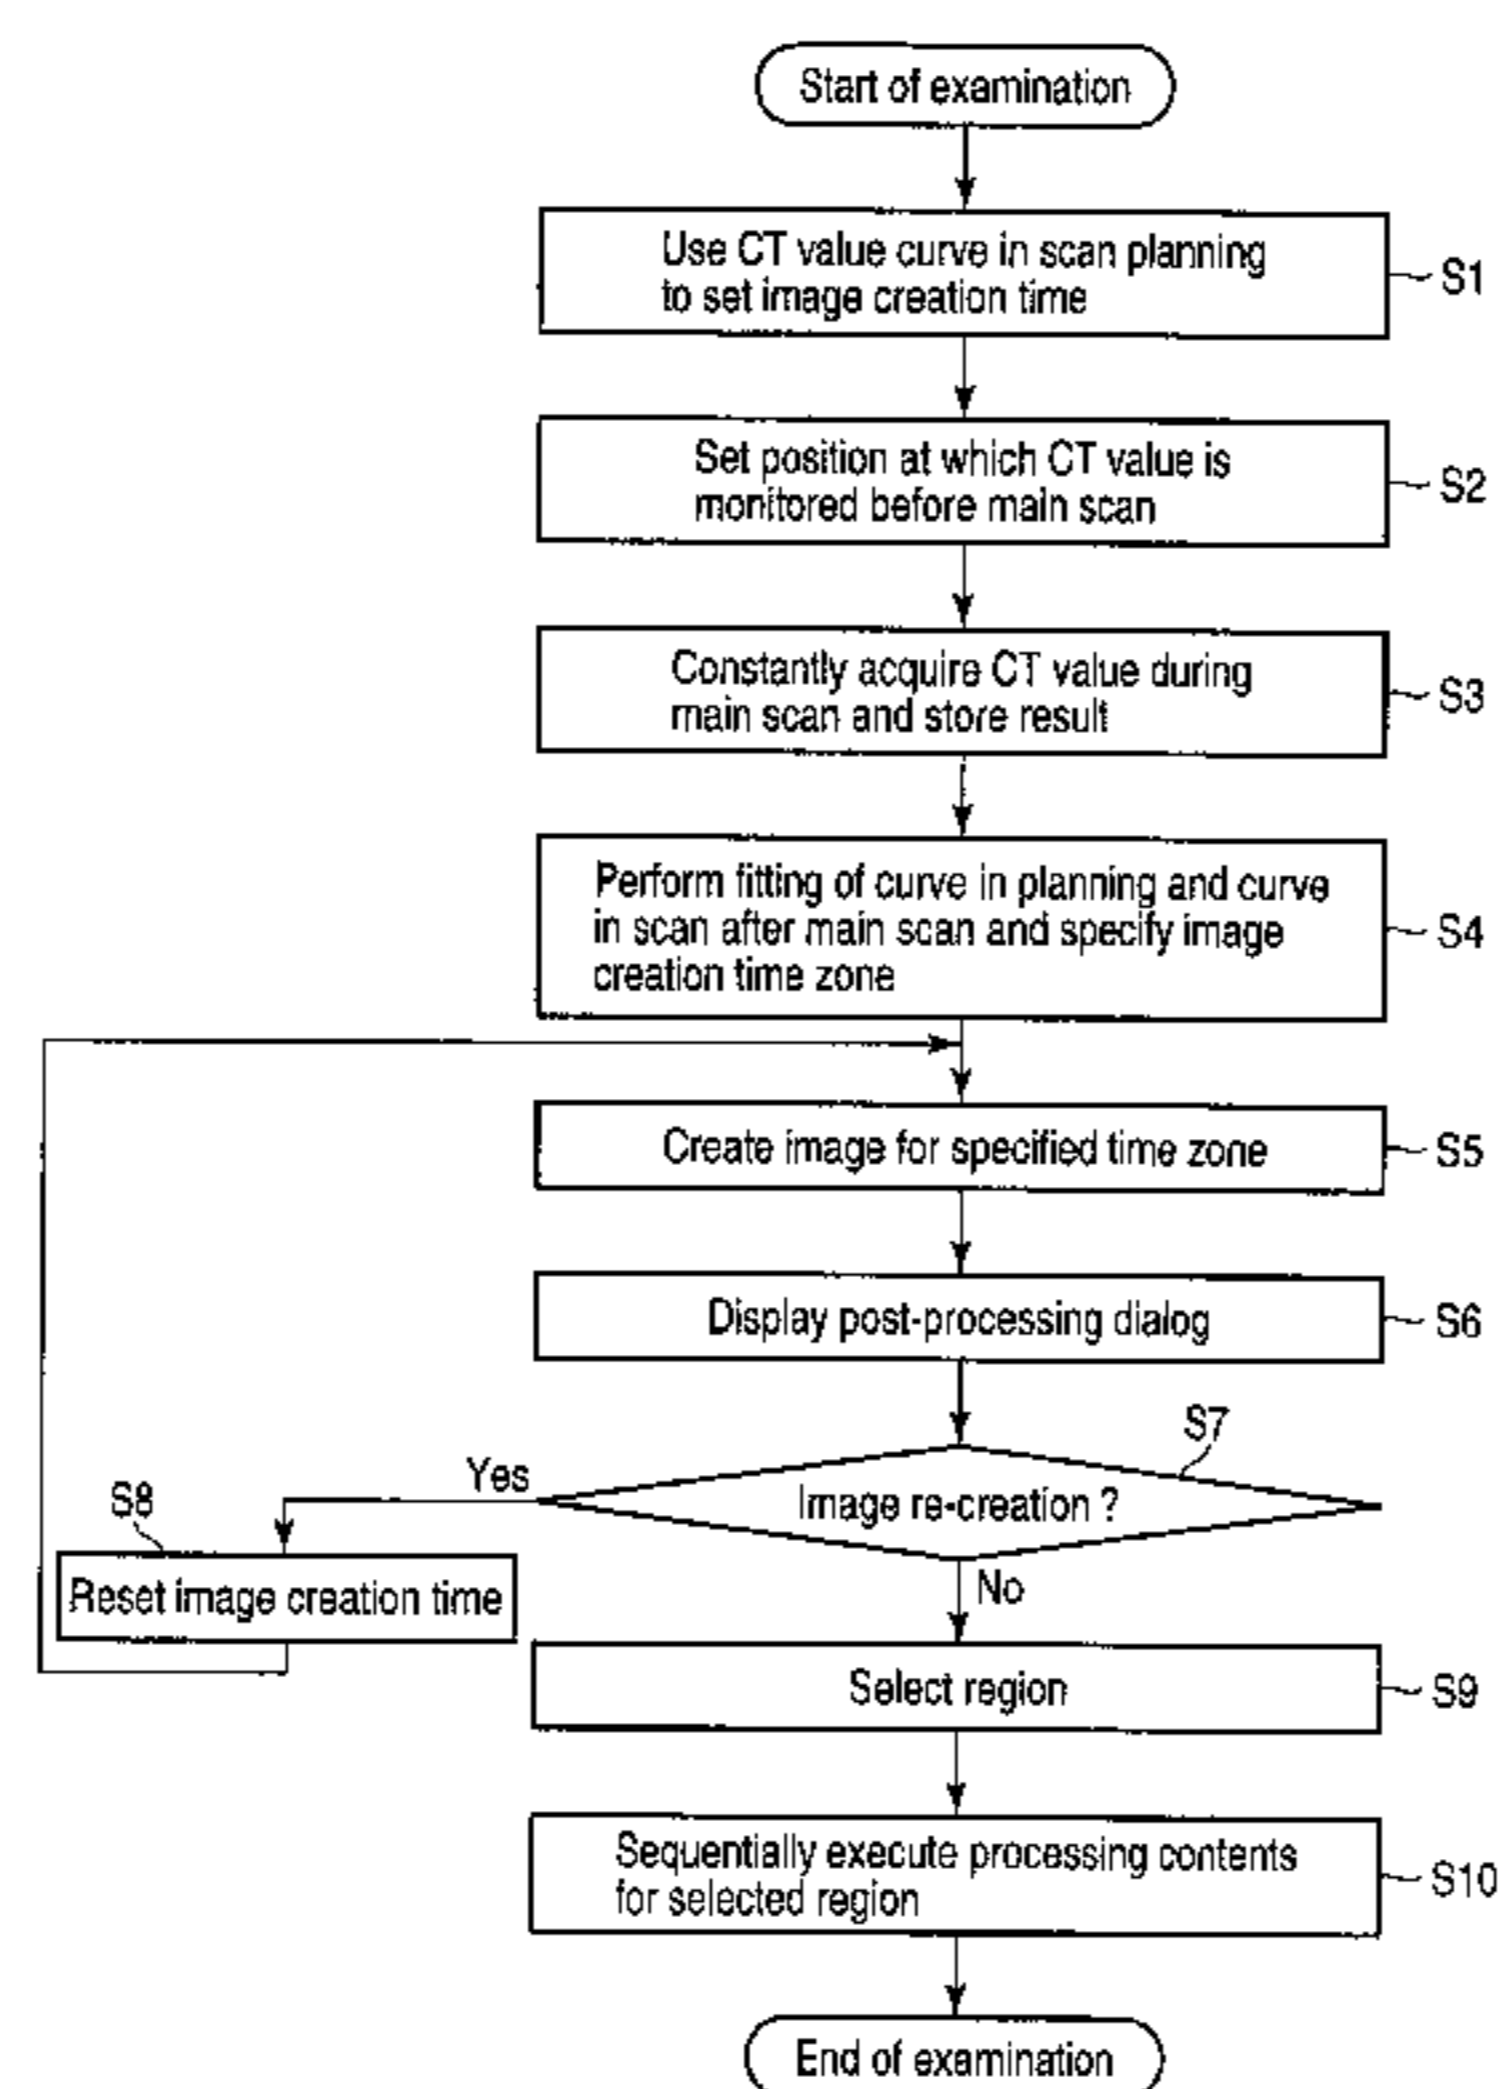 Start of examination
Use CT value curve in scan planning
to set image creation time
S1
Set position at which CT value is
monitored before main scan
S2
Constantly acquire CT value during
main scan and store result
S3
Perform fitting of curve in planning and curve
in scan after main scan and specify image
creation time zone
S4
Create image for specified time zone
S5
Display post-processing dialog
S6
S7
Image re-creation ?
Yes
No
S8
Reset image creation time
Select region
S9
Sequentially execute processing contents
for selected region
S10
End of examination